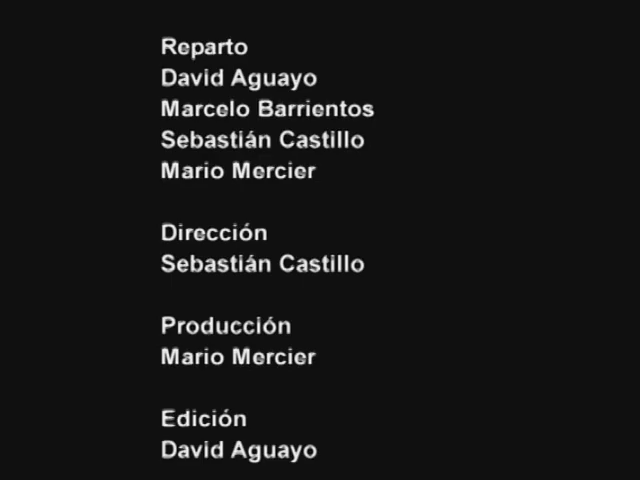 Reparto
David Aguayo
Marcelo Barrientos
Sebastián Castillo
Mario Mercier
Dirección
Sebastián Castillo
Producción
Mario Mercier
Edición
David Aguayo